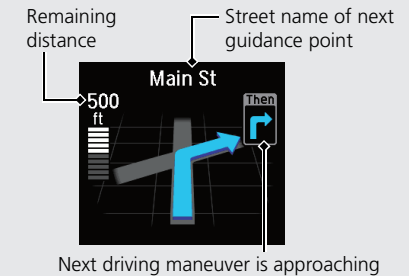 Remaining
distance
Street name of next
guidance point
Main St
500
ft
Then
Next driving maneuver is approaching